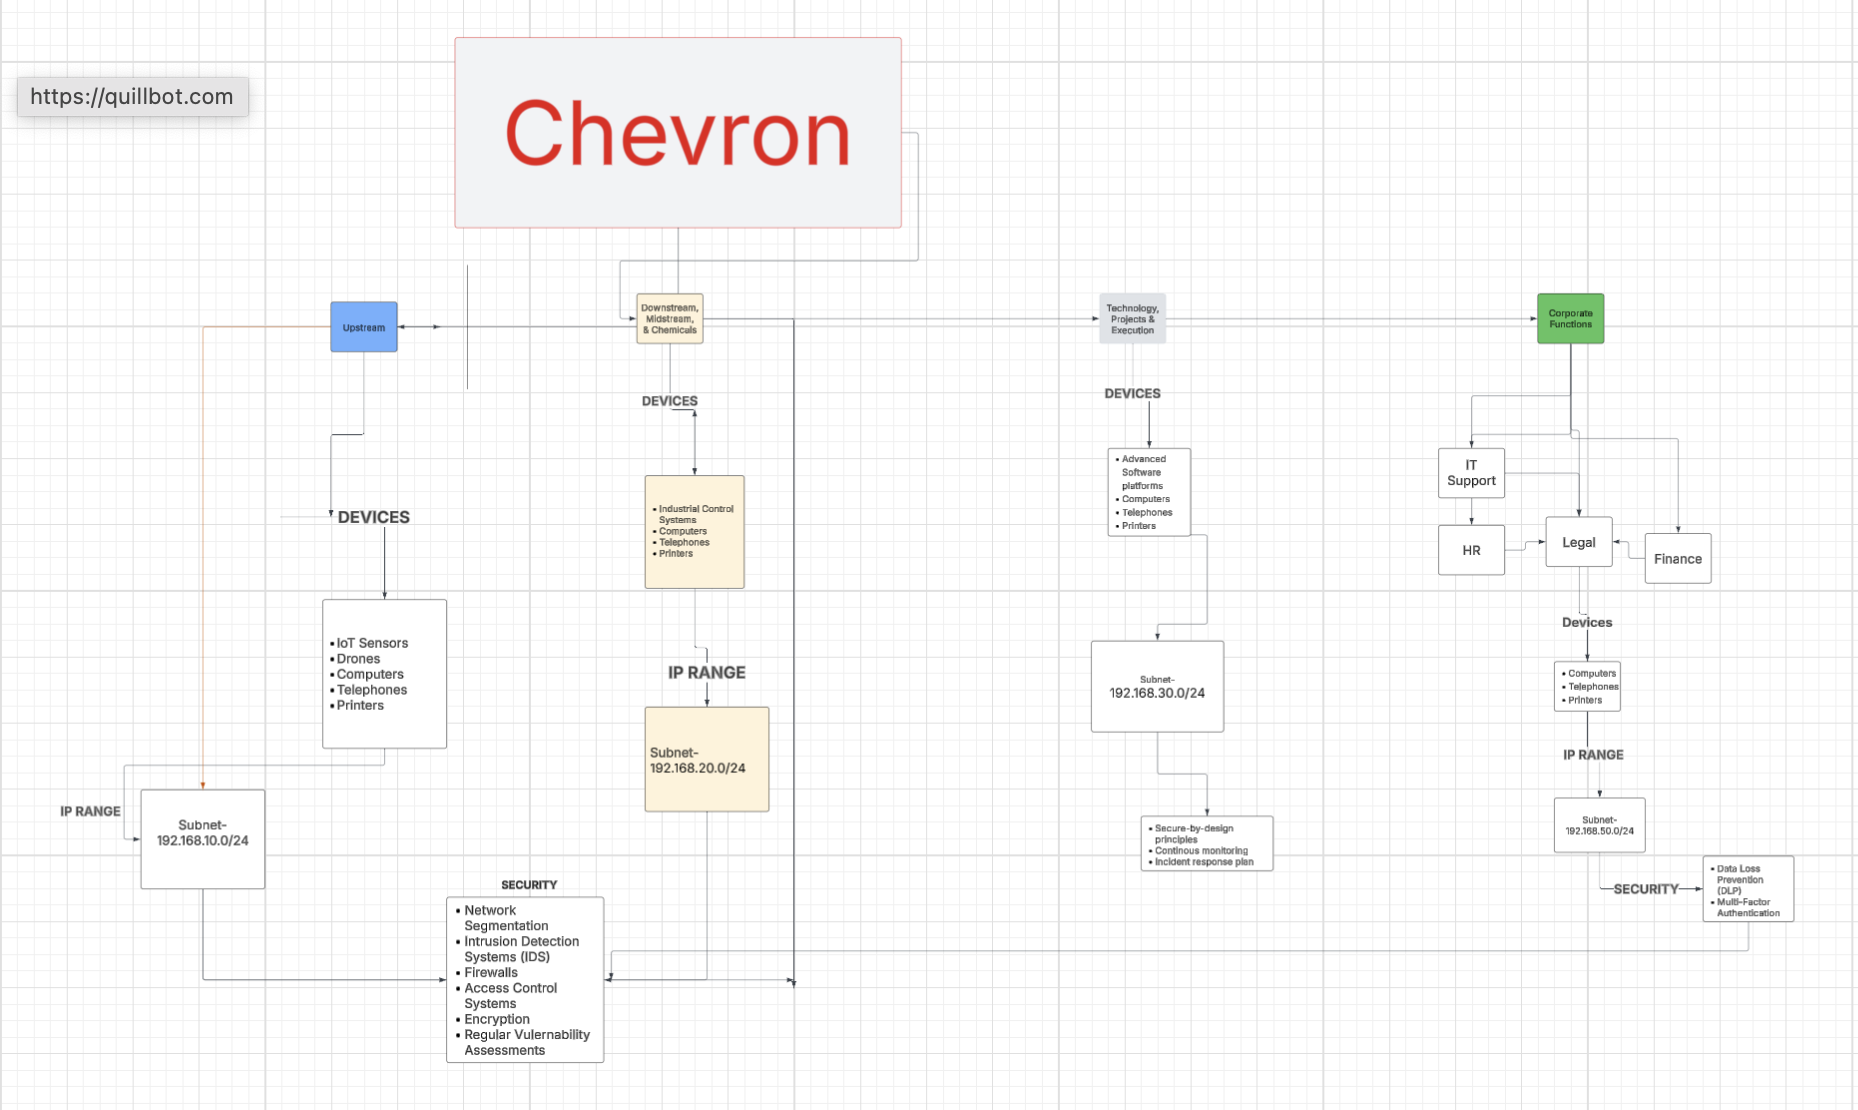 https://quillbot.com
Chevron
Upstream
Downstream,
Midstream,
& Chemicals
Technology,
Projects &
Execution
Corporate
Functions
DEVICES
• IoT Sensors
• Drones
• Computers
• Telephones
• Printers
IP RANGE
Subnet-
192.168.10.0/24
DEVICES
• Industrial Control
Systems
• Computers
• Telephones
• Printers
IP RANGE
Subnet-
192.168.20.0/24
SECURITY
• Network
Segmentation
• Intrusion Detection
Systems (IDS)
• Firewalls
• Access Control
Systems
• Encryption
• Regular Vulernability
Assessments
DEVICES
• Advanced
Software
platforms
• Computers
• Telephones
• Printers
Subnet-
192.168.30.0/24
• Secure-by-design
principles
• Continous monitoring
• Incident response plan
IT
Support
HR
Legal
Finance
Devices
• Computers
• Telephones
• Printers
IP RANGE
Subnet-
192.168.50.0/24
SECURITY
• Data Loss
Prevention
(DLP)
• Multi-Factor
Authentication